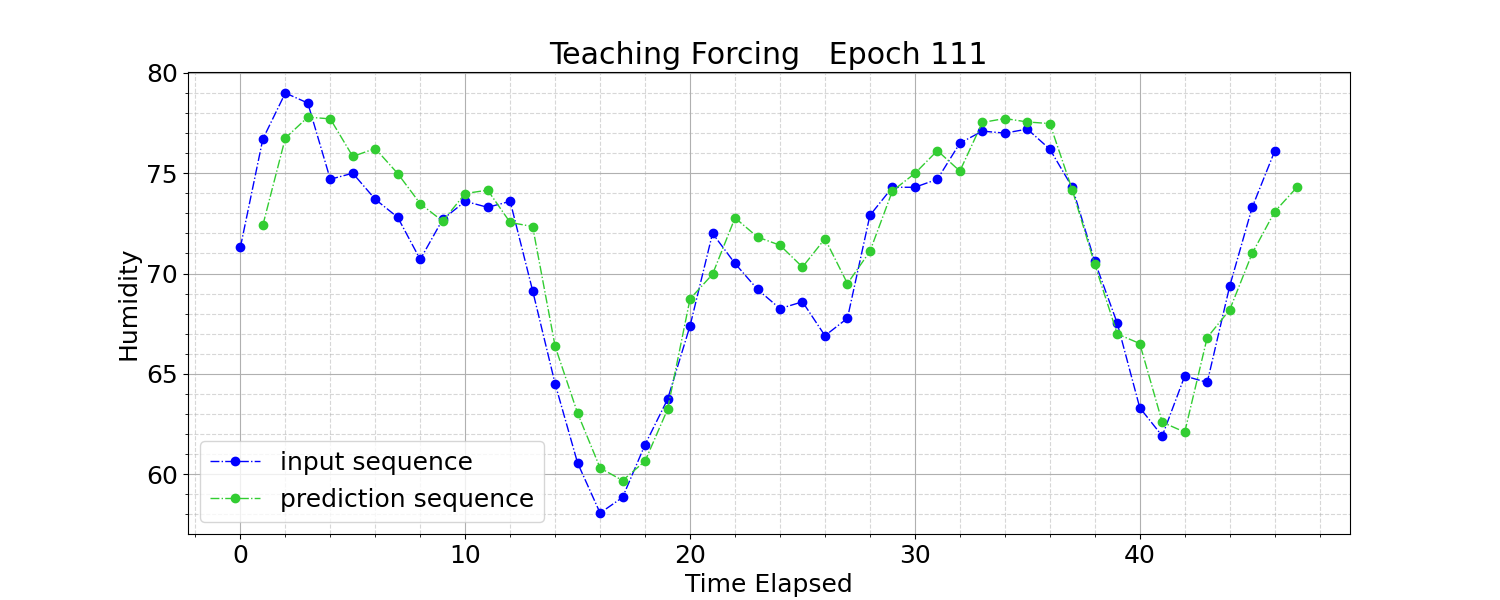 Teaching Forcing   Epoch 111
80
75
70
65
60
Humidity
input sequence
prediction sequence
0 10 20 30 40
Time Elapsed